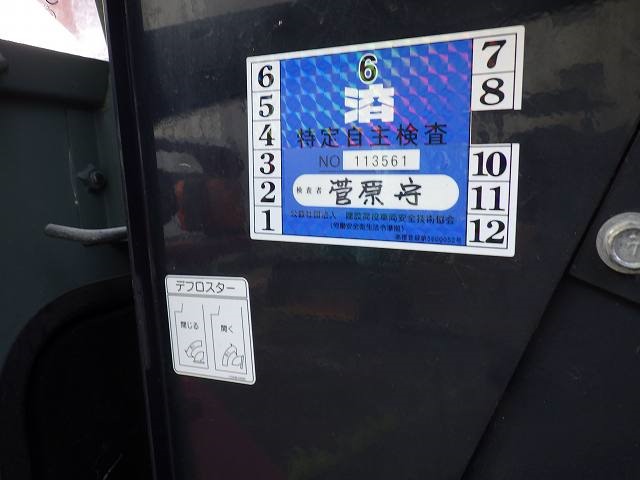 6
溶
特定自主検査
NO 113561
検査者 菅原 守
公益社団法人 建設荷役車両安全技術協会
(労働安全衛生法令準拠)
6
5
4
3
2
1
7
8
10
11
12
デフロスター
閉じる 開く